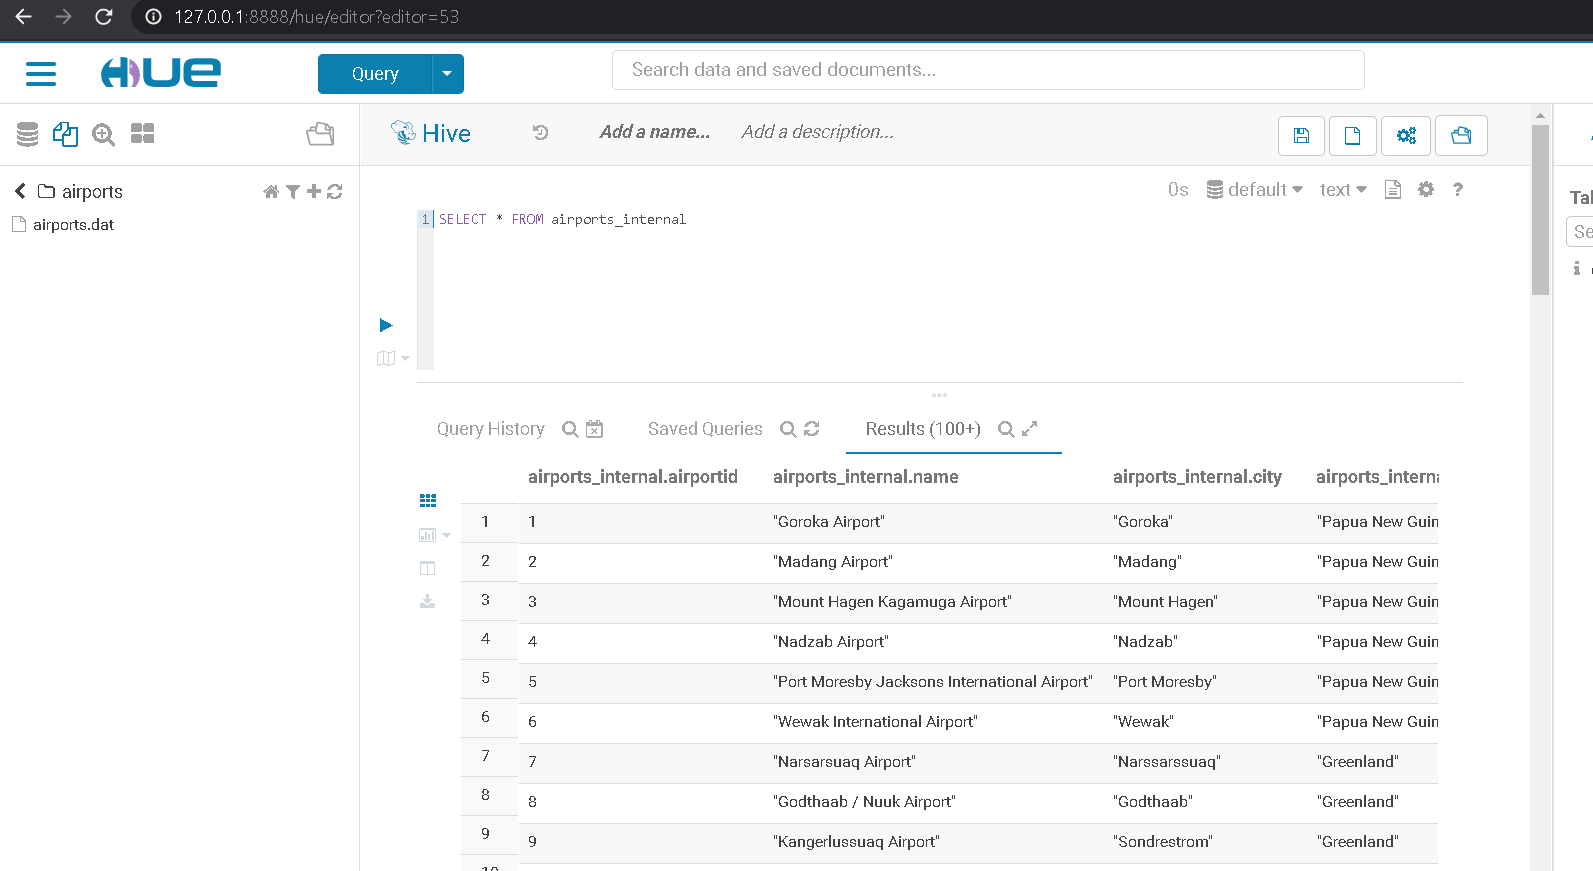 127.0.0.1:8888/hue/editor?editor=53
HUE
Query
Search data and saved documents...
Hive
Add a name...
Add a description...
airports
airports.dat
0s
default
text
?
1 SELECT * FROM airports_internal
Query History
Saved Queries
Results (100+)
airports_internal.airportid airports_internal.name airports_internal.city airports_interna
1 1 "Goroka Airport" "Goroka" "Papua New Guin
2 2 "Madang Airport" "Madang" "Papua New Guin
3 3 "Mount Hagen Kagamuga Airport" "Mount Hagen" "Papua New Guin
4 4 "Nadzab Airport" "Nadzab" "Papua New Guin
5 5 "Port Moresby Jacksons International Airport" "Port Moresby" "Papua New Guin
6 6 "Wewak International Airport" "Wewak" "Papua New Guin
7 7 "Narsarsuaq Airport" "Narssarssuaq" "Greenland"
8 8 "Godthaab / Nuuk Airport" "Godthaab" "Greenland"
9 9 "Kangerlussuaq Airport" "Sondrestrom" "Greenland"
10
Tal
Se